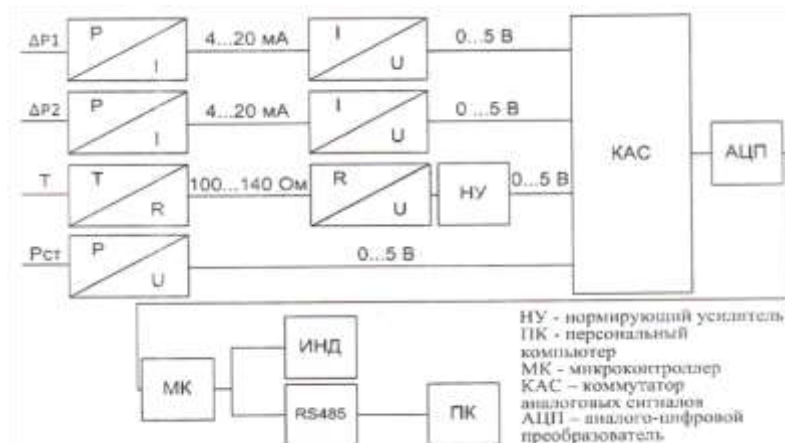 ΔP1 P I 4...20 мА I U 0...5 В
ΔP2 P I 4...20 мА I U 0...5 В
КАС
АЦП
T T R 100...140 Ом R U НУ 0...5 В
Рст P U 0...5 В
МК
ИНД
RS485
ПК
НУ - нормирующий усилитель
ПК - персональный
компьютер
МК - микроконтроллер
КАС – коммутатор
аналоговых сигналов
АЦП – аналого-цифровой
преобразователь